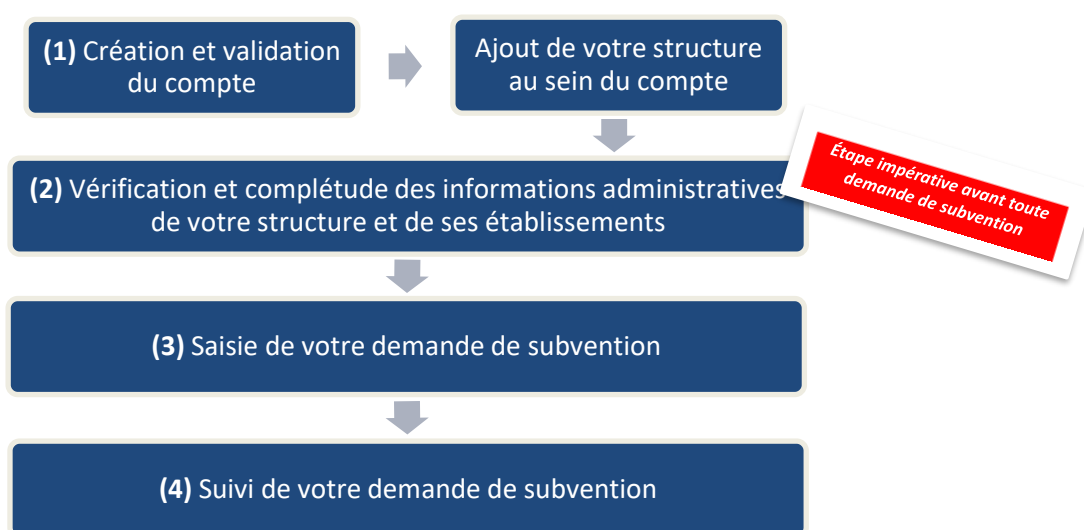 (1) Création et validation
du compte
Ajout de votre structure
au sein du compte
Étape impérative avant toute
demande de subvention
(2) Vérification et complétude des informations administratives
de votre structure et de ses établissements
(3) Saisie de votre demande de subvention
(4) Suivi de votre demande de subvention